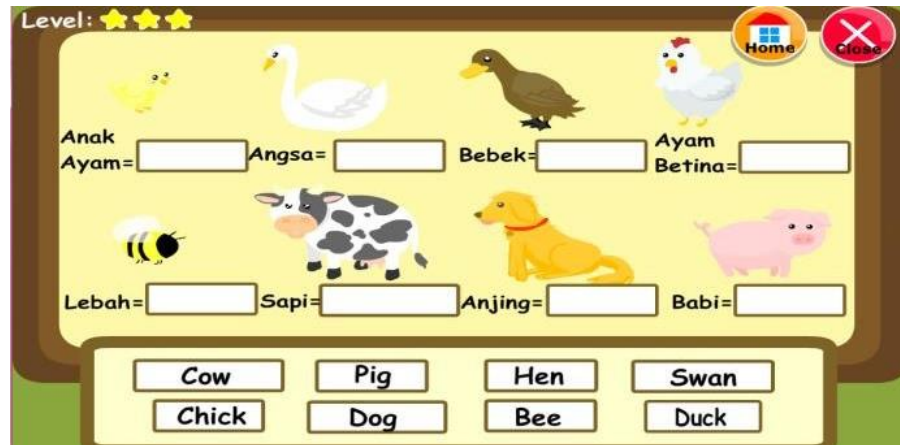 Level:
Home
Close
Anak
Ayam=
Angsa=
Bebek=
Ayam
Betina=
Lebah=
Sapi=
Anjing=
Babi=
Cow
Pig
Hen
Swan
Chick
Dog
Bee
Duck